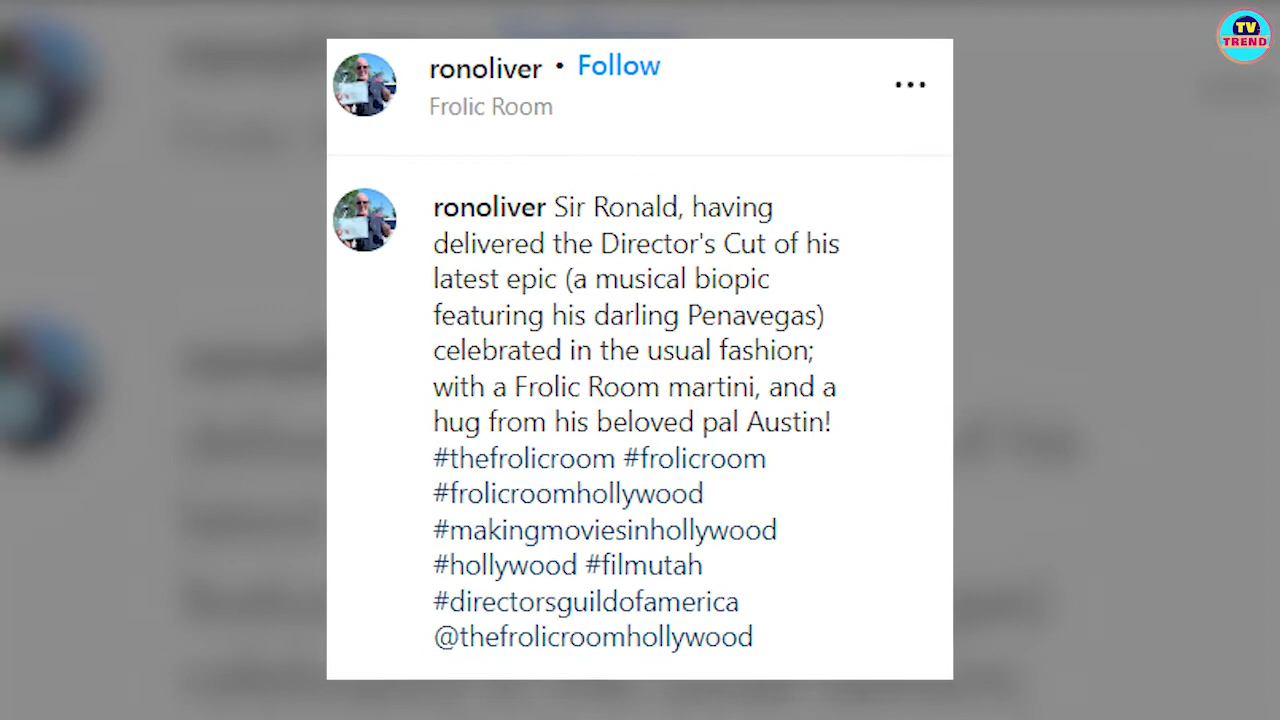 TV
TREND
ronoliver • Follow
Frolic Room
ronoliver Sir Ronald, having
delivered the Director's Cut of his
latest epic (a musical biopic
featuring his darling Penavegas)
celebrated in the usual fashion;
with a Frolic Room martini, and a
hug from his beloved pal Austin!
#thefrolicroom #frolicroom
#frolicroomhollywood
#makingmoviesinhollywood
#hollywood #filmutah
#directorsguildofamerica
@thefrolicroomhollywood